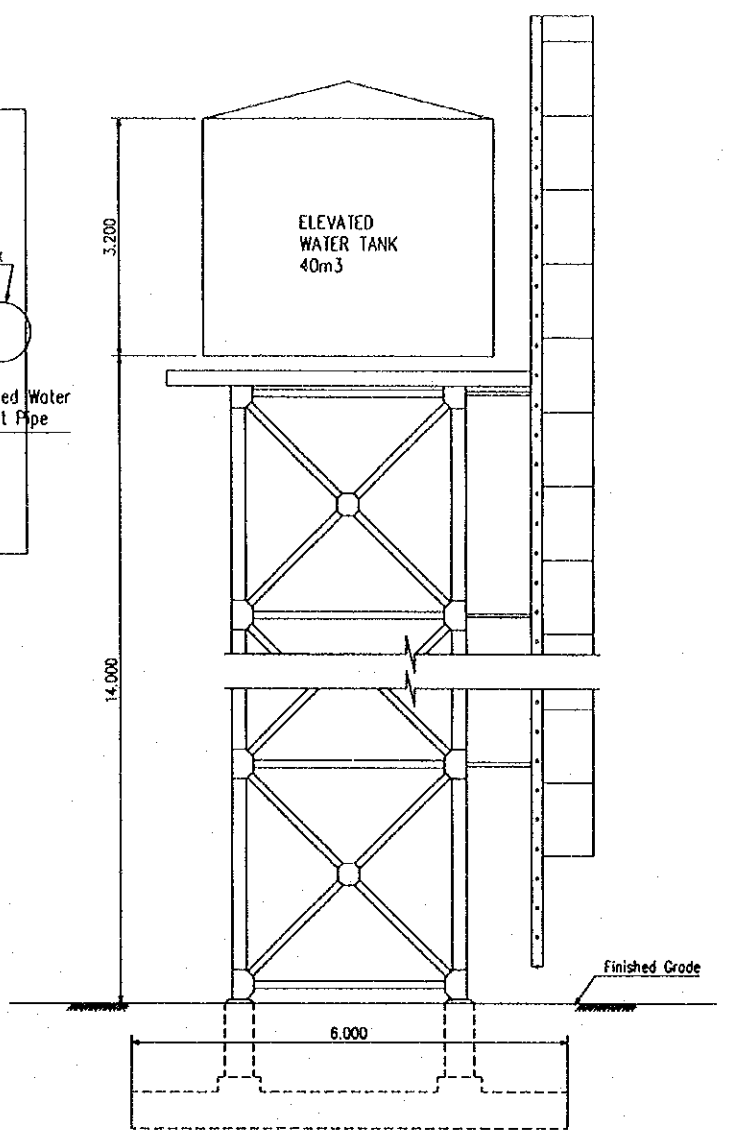 3.200
ELEVATED
WATER TANK
40m3
ed Water
t Pipe
14.000
Finished Grade
6.000